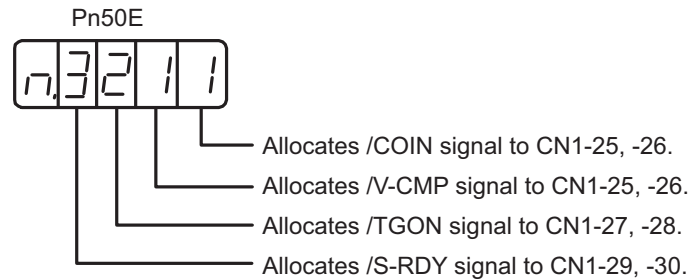 Pn50E
n.3211
Allocates /COIN signal to CN1-25, -26.
Allocates /V-CMP signal to CN1-25, -26.
Allocates /TGON signal to CN1-27, -28.
Allocates /S-RDY signal to CN1-29, -30.